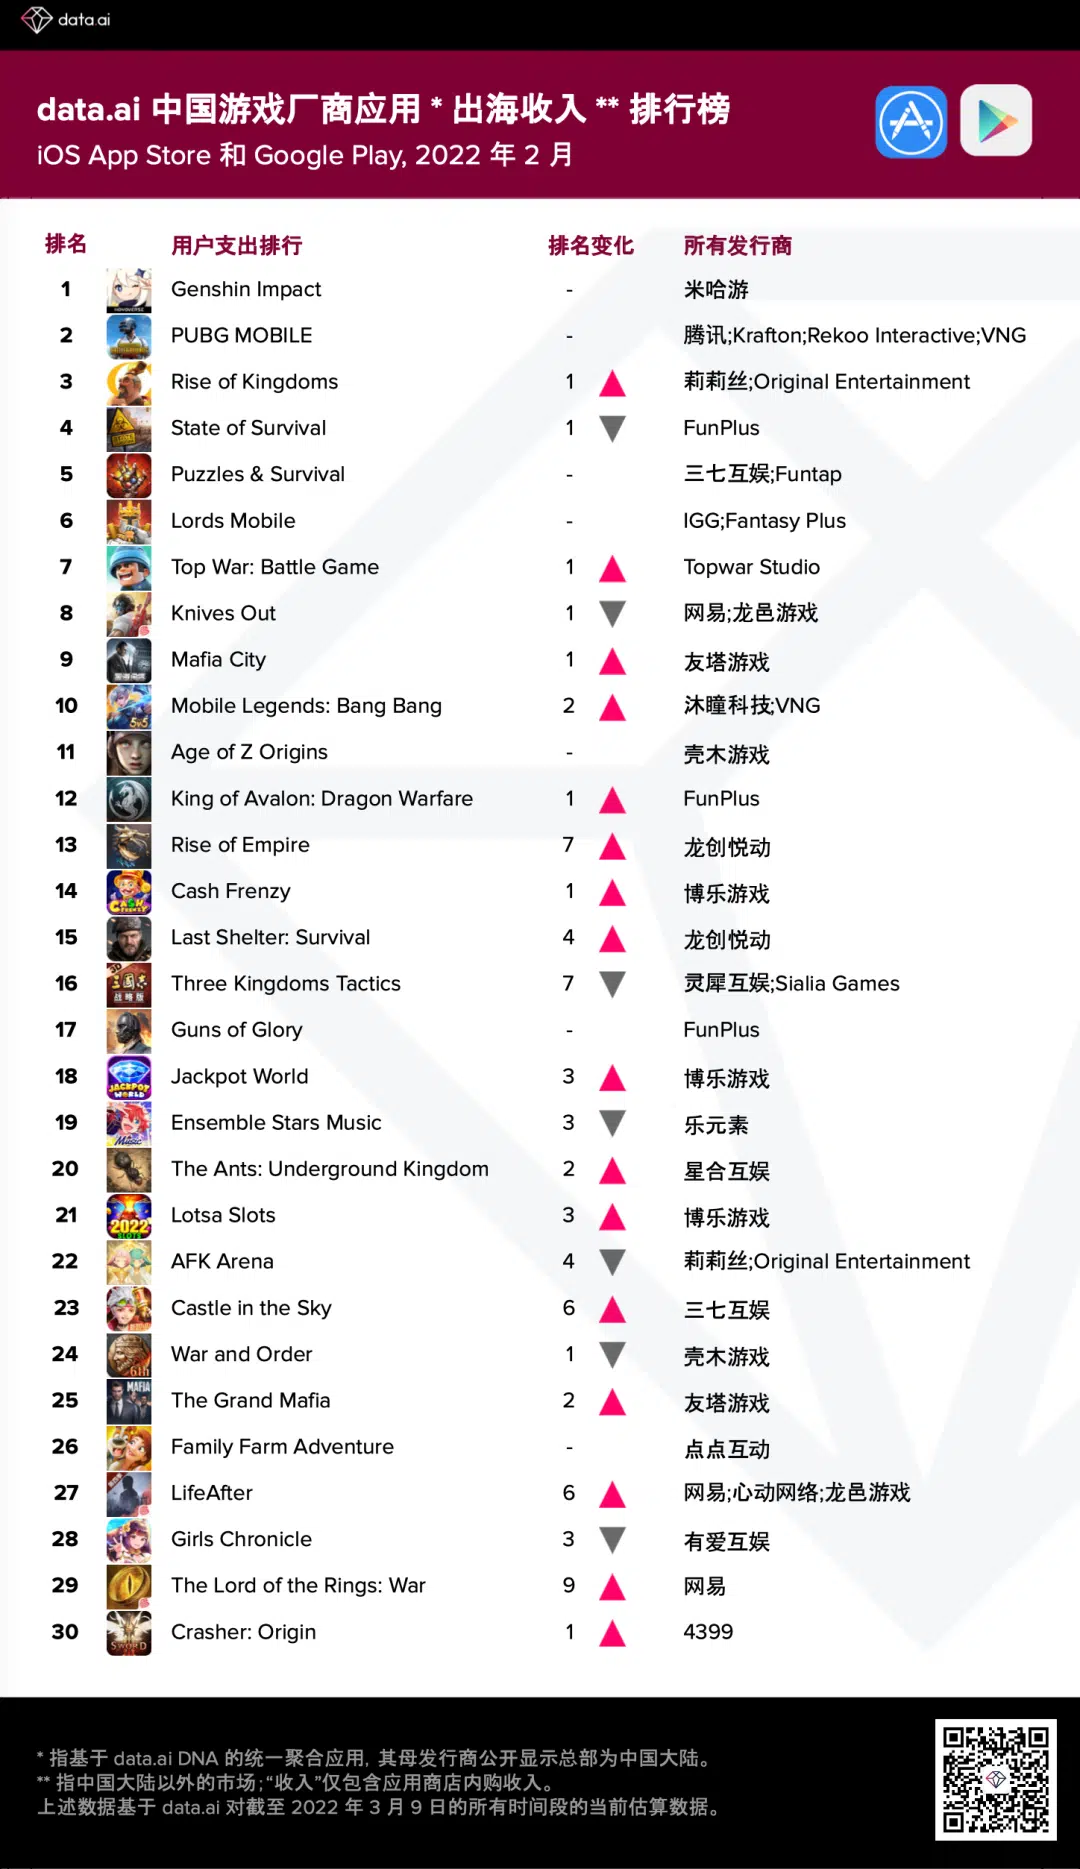 data.ai
data.ai 中国游戏厂商应用 * 出海收入 ** 排行榜
iOS App Store 和 Google Play, 2022 年 2 月
排名 用户支出排行 排名变化 所有发行商
1 Genshin Impact - 米哈游
2 PUBG MOBILE - 腾讯;Krafton;Rekoo Interactive;VNG
3 Rise of Kingdoms 1 ▲ 莉莉丝;Original Entertainment
4 State of Survival 1 ▼ FunPlus
5 Puzzles & Survival - 三七互娱;Funtap
6 Lords Mobile - IGG;Fantasy Plus
7 Top War: Battle Game 1 ▲ Topwar Studio
8 Knives Out 1 ▼ 网易;龙邑游戏
9 Mafia City 1 ▲ 友塔游戏
10 5v5 Mobile Legends: Bang Bang 2 ▲ 沐瞳科技;VNG
11 Age of Z Origins - 壳木游戏
12 King of Avalon: Dragon Warfare 1 ▲ FunPlus
13 Rise of Empire 7 ▲ 龙创悦动
14 CASH FRENZY Cash Frenzy 1 ▲ 博乐游戏
15 Last Shelter: Survival 4 ▲ 龙创悦动
16 三国志 战略版 Three Kingdoms Tactics 7 ▼ 灵犀互娱;Sialia Games
17 Guns of Glory - FunPlus
18 JACKPOT WORLD Jackpot World 3 ▲ 博乐游戏
19 Music Ensemble Stars Music 3 ▼ 乐元素
20 The Ants: Underground Kingdom 2 ▲ 星合互娱
21 2022 SLOTS Lotsa Slots 3 ▲ 博乐游戏
22 AFK Arena 4 ▼ 莉莉丝;Original Entertainment
23 Castle in the Sky 6 ▲ 三七互娱
24 6th War and Order 1 ▼ 壳木游戏
25 MAFIA The Grand Mafia 2 ▲ 友塔游戏
26 Family Farm Adventure - 点点互动
27 LifeAfter 6 ▲ 网易;心动网络;龙邑游戏
28 Girls Chronicle 3 ▼ 有爱互娱
29 The Lord of the Rings: War 9 ▲ 网易
30 SWORD Crasher: Origin 1 ▲ 4399
* 指基于 data.ai DNA 的统一聚合应用, 其母发行商公开显示总部为中国大陆。
** 指中国大陆以外的市场;“收入”仅包含应用商店内购收入。
上述数据基于 data.ai 对截至 2022 年 3 月 9 日的所有时间段的当前估算数据。